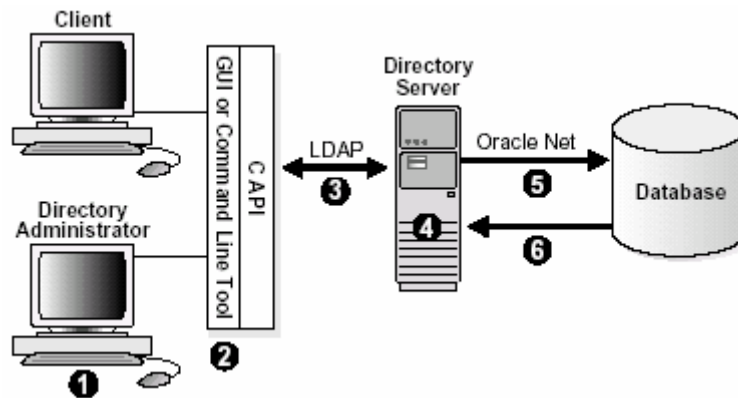 Client
Directory
Administrator
1
GUI or Command Line Tool
C API
2
LDAP
3
Directory
Server
4
Oracle Net
5
6
Database